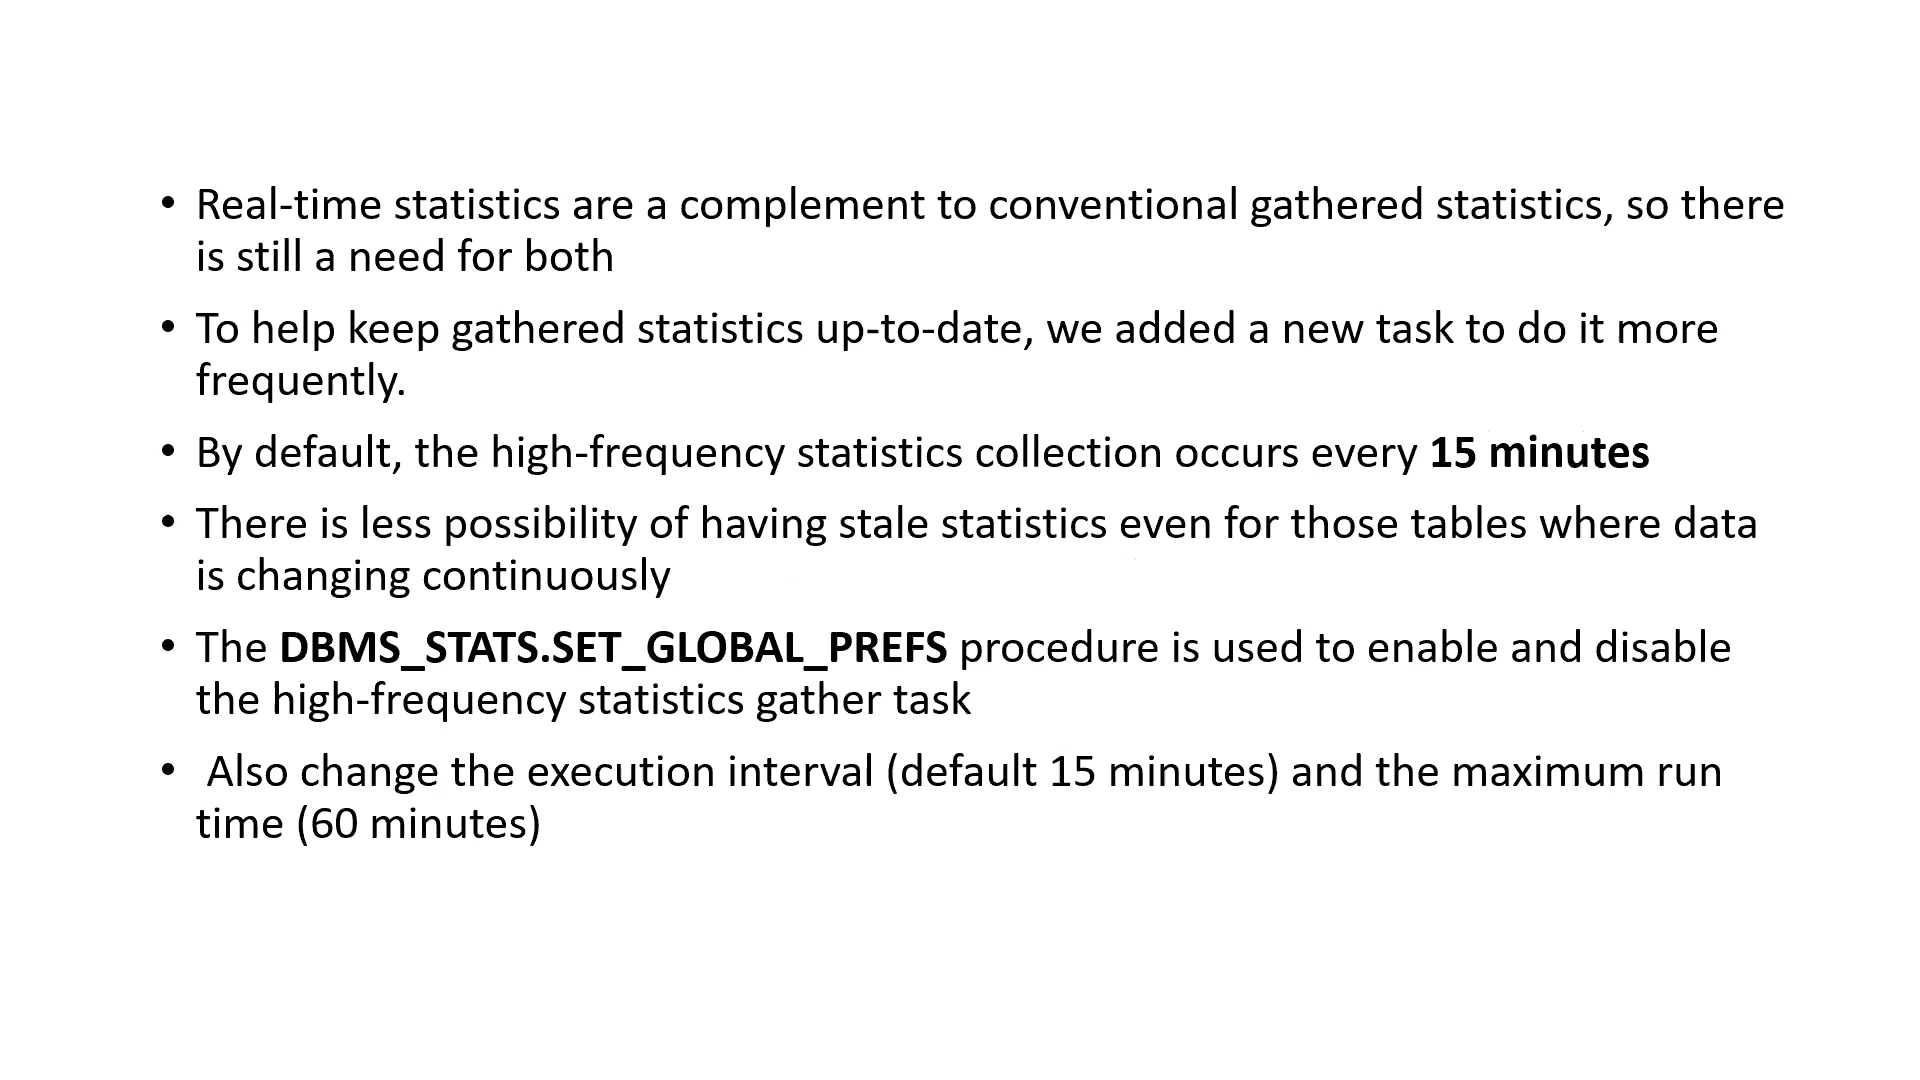 • Real-time statistics are a complement to conventional gathered statistics, so there
is still a need for both
• To help keep gathered statistics up-to-date, we added a new task to do it more
frequently.
• By default, the high-frequency statistics collection occurs every 15 minutes
• There is less possibility of having stale statistics even for those tables where data
is changing continuously
• The DBMS_STATS.SET_GLOBAL_PREFS procedure is used to enable and disable
the high-frequency statistics gather task
• Also change the execution interval (default 15 minutes) and the maximum run
time (60 minutes)